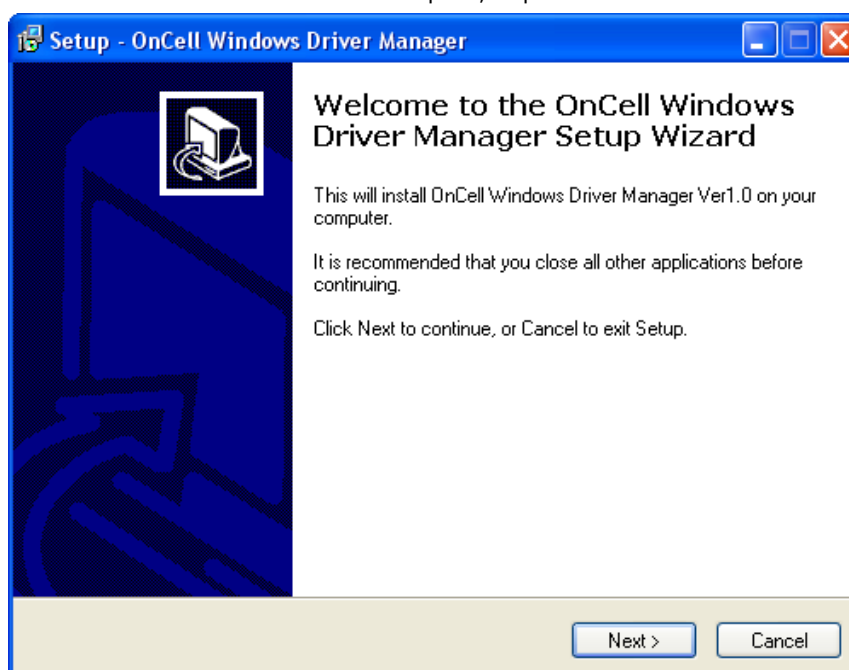 Setup - OnCell Windows Driver Manager
Welcome to the OnCell Windows
Driver Manager Setup Wizard
This will install OnCell Windows Driver Manager Ver1.0 on your
computer.
It is recommended that you close all other applications before
continuing.
Click Next to continue, or Cancel to exit Setup.
Next >
Cancel